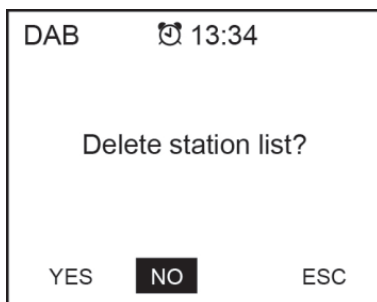 DAB 13:34
Delete station list?
YES NO ESC